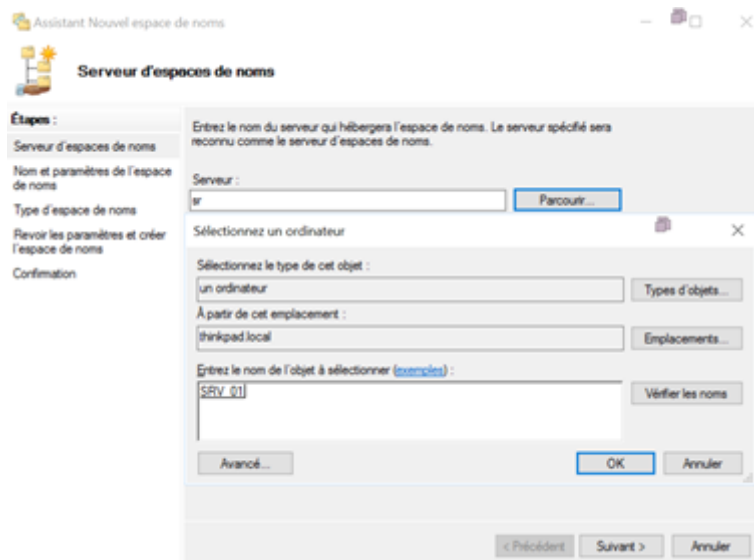 Assistant Nouvel espace de noms
Serveur d'espaces de noms
Étapes :
Serveur d'espaces de noms
Nom et paramètres de l'espace
de noms
Type d'espace de noms
Revoir les paramètres et créer
l'espace de noms
Confirmation
Entrez le nom du serveur qui hébergera l'espace de noms. Le serveur spécifié sera
reconnu comme le serveur d'espaces de noms.
Serveur :
sr
Parcourir...
Sélectionnez un ordinateur
Sélectionnez le type de cet objet :
un ordinateur
Types d'objets...
À partir de cet emplacement :
thinkpad.local
Emplacements...
Entrez le nom de l'objet à sélectionner (exemples) :
SRV_01
Vérifier les noms
Avancé...
OK
Annuler
< Précédent
Suivant >
Annuler